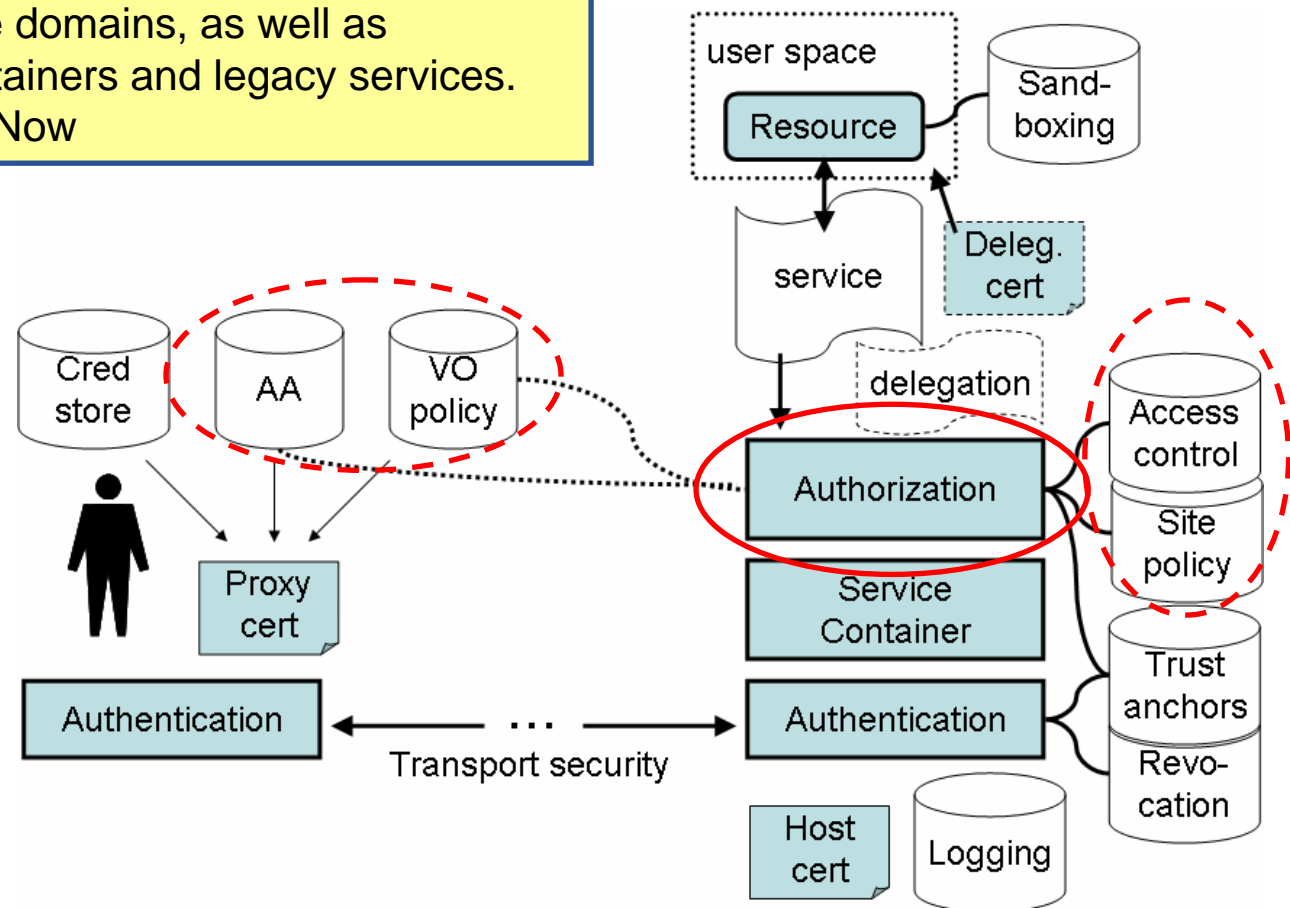 domains, as well as
and legacy services.
Now
user space
Resource
Sand-
boxing
service
Deleg.
cert
delegation
Cred
store
AA
VO
policy
Access
control
Authorization
Site
policy
Proxy
cert
Service
Container
Trust
anchors
Authentication
...
Authentication
Transport security
Revo-
cation
Host
cert
Logging